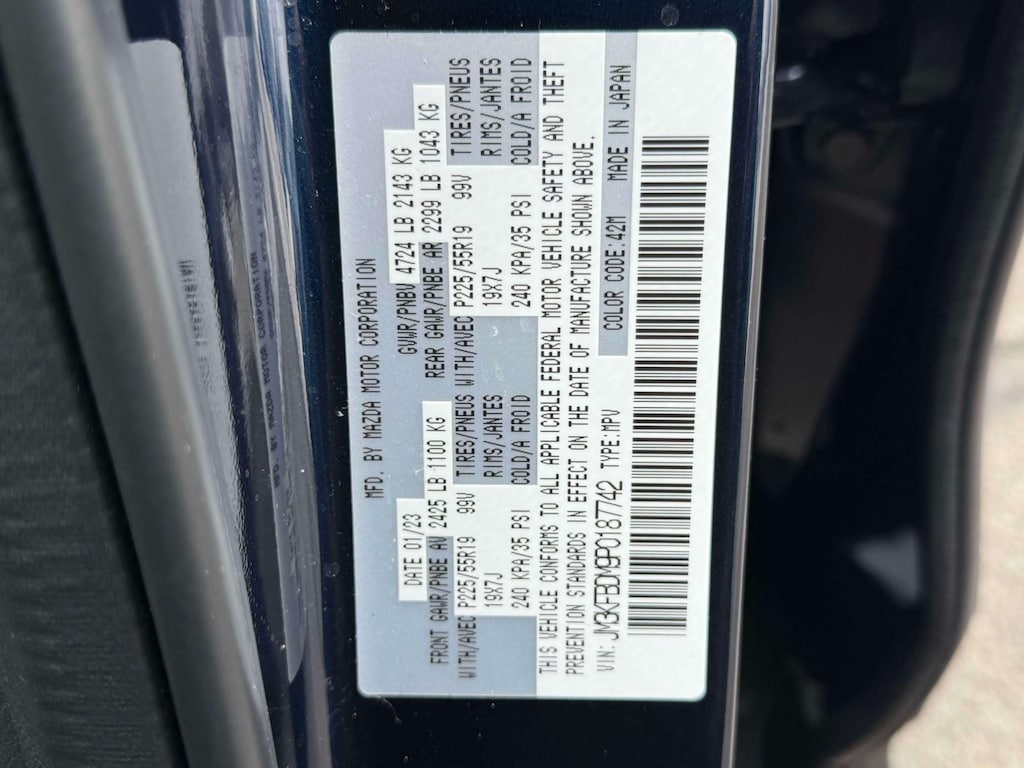 MFD. BY MAZDA MOTOR CORPORATION
DATE 01/23 GVWR/PNBV 4724 LB 2143 KG
FRONT GAWR/PNBE AV 2425 LB 1100 KG REAR GAWR/PNBE AR 2299 LB 1043 KG
WITH/AVEC P225/55R19 99V TIRES/PNEUS WITH/AVEC P225/55R19 99V TIRES/PNEUS
19X7J RIMS/JANTES 19X7J RIMS/JANTES
240 KPA/35 PSI COLD/A FROID 240 KPA/35 PSI COLD/A FROID
THIS VEHICLE CONFORMS TO ALL APPLICABLE FEDERAL MOTOR VEHICLE SAFETY AND THEFT
PREVENTION STANDARDS IN EFFECT ON THE DATE OF MANUFACTURE SHOWN ABOVE.
VIN: JM3KFBDM9P0187742 TYPE:MPV COLOR CODE:42M MADE IN JAPAN